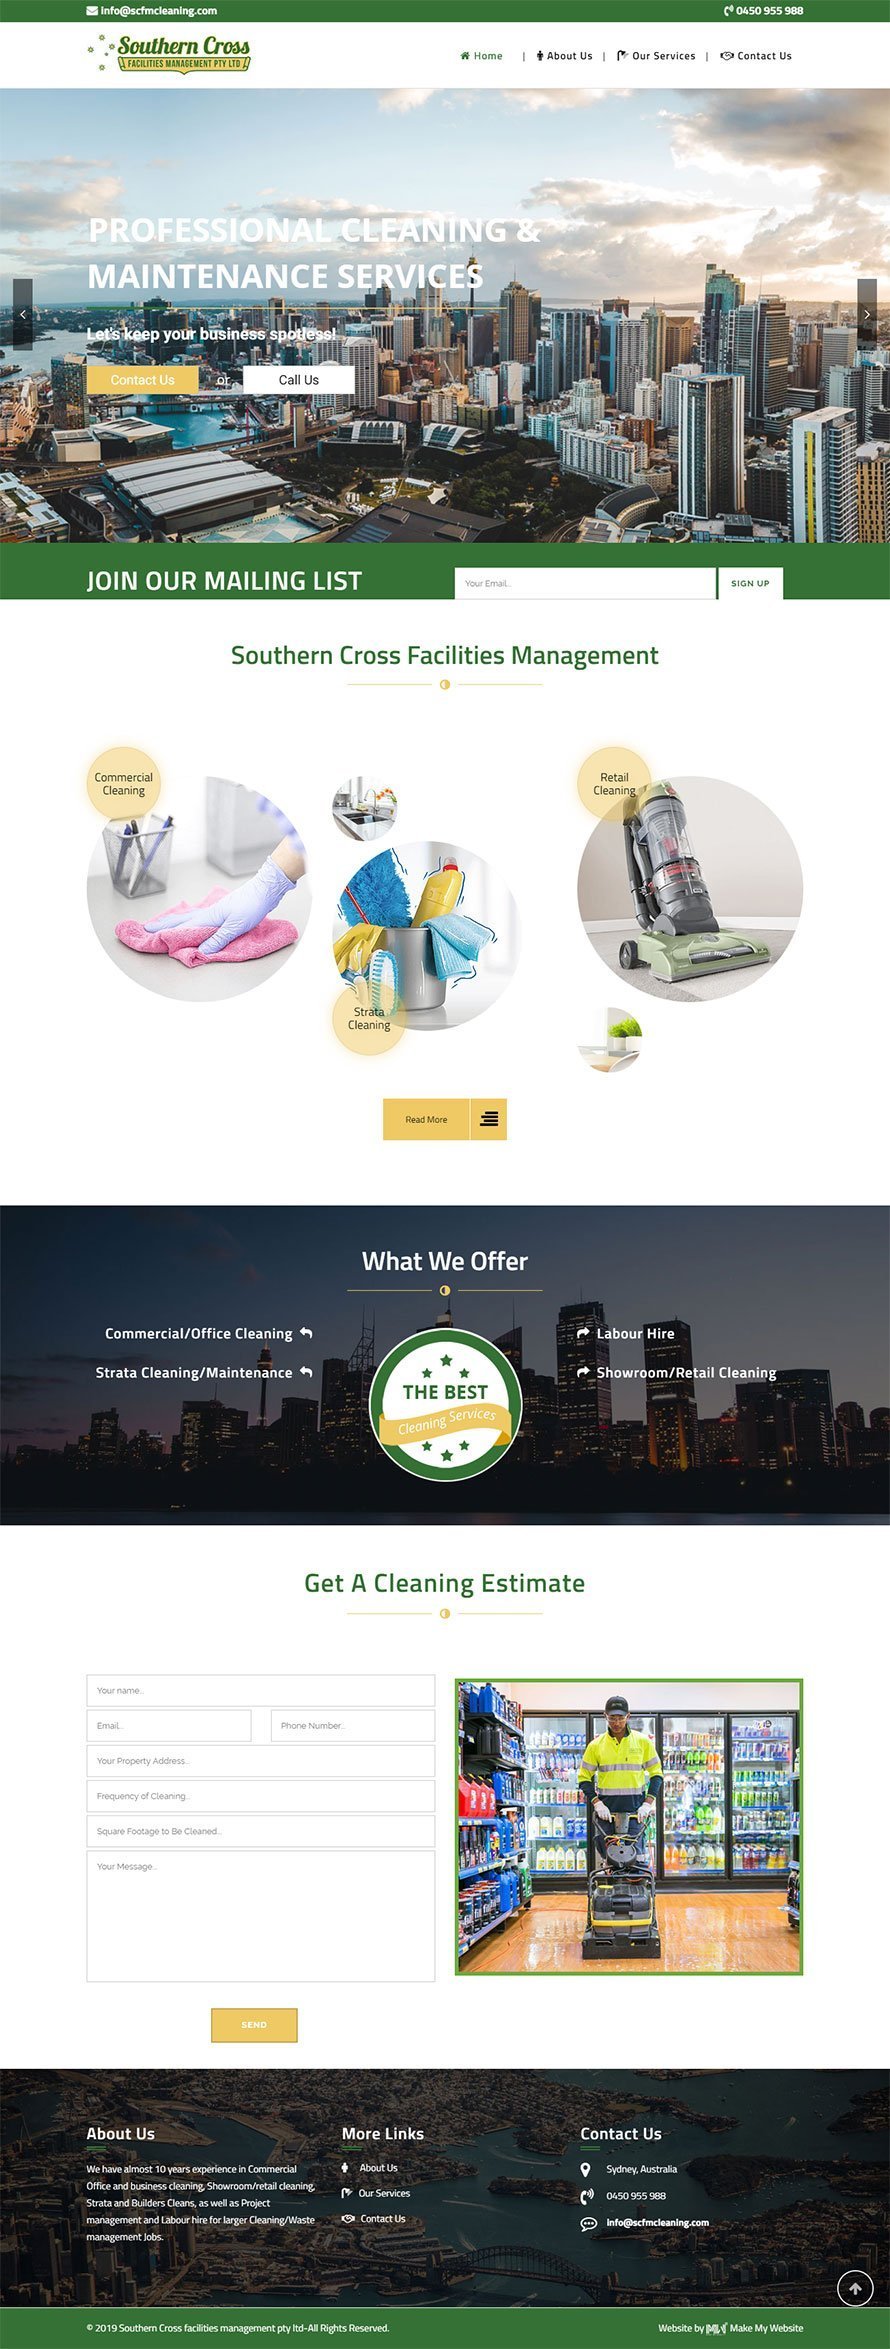 info@scfmcleaning.com
0450 955 988
Southern Cross
FACILITIES MANAGEMENT PTY LTD
Home | About Us | Our Services | Contact Us
PROFESSIONAL CLEANING &
MAINTENANCE SERVICES
Let's keep your business spotless!
Contact Us or Call Us
JOIN OUR MAILING LIST
Your Email...
SIGN UP
Southern Cross Facilities Management
Commercial
Cleaning
Strata
Cleaning
Retail
Cleaning
Read More
What We Offer
Commercial/Office Cleaning
Strata Cleaning/Maintenance
THE BEST
Cleaning Services
Labour Hire
Showroom/Retail Cleaning
Get A Cleaning Estimate
Your name...
Email...
Phone Number...
Your Property Address...
Frequency of Cleaning...
Square Footage to Be Cleaned...
Your Message...
SEND
About Us
We have almost 10 years experience in Commercial
Office and business cleaning, Showroom/retail cleaning,
Strata and Builders Cleans, as well as Project
management and Labour hire for larger Cleaning/Waste
management Jobs.
More Links
About Us
Our Services
Contact Us
Contact Us
Sydney, Australia
0450 955 988
info@scfmcleaning.com
© 2019 Southern Cross facilities management pty ltd-All Rights Reserved.
Website by Make My Website